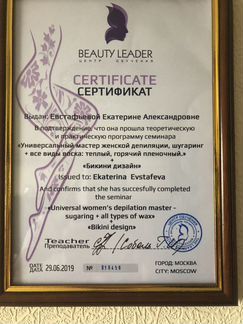 BEAUTY LEADER
ЦЕНТР ОБУЧЕНИЯ
CERTIFICATE
СЕРТИФИКАТ
Выдан: Евстафьевой Екатерине Александровне
В подтверждение, что она прошла теоретическую
и практическую программу семинара
«Универсальный мастер женской депиляции, шугаринг
+ все виды воска: теплый, горячий пленочный.»
+
«Бикини дизайн»
Issued to: Ekaterina Evstafeva
And confirms that she has succesfully completed
the seminar
«Universal women's depilation master -
sugaring + all types of wax»
+
«Bikini design»
Teacher
Преподаватель
DATE
ДАТА 29.06.2019
№
ГОРОД: МОСКВА
CITY: MOSCOW